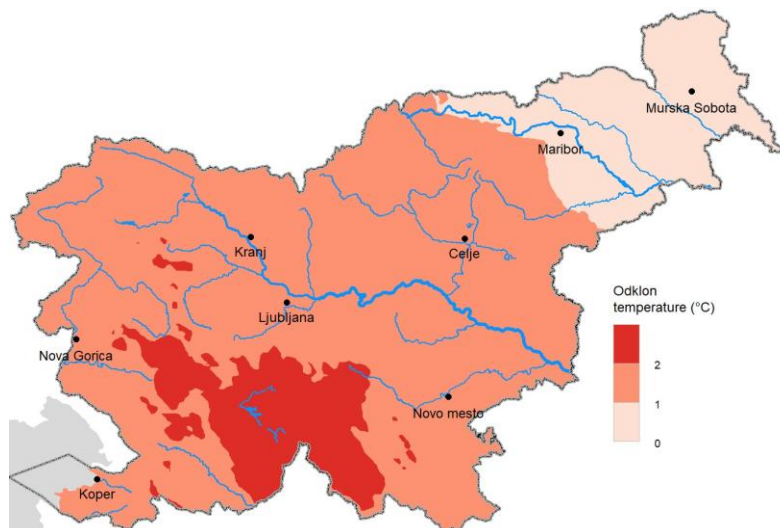 Murska Sobota
Maribor
Kranj
Celje
Ljubljana
Odklon
temperature (°C)
2
1
0
Nova Gorica
Novo mesto
Koper